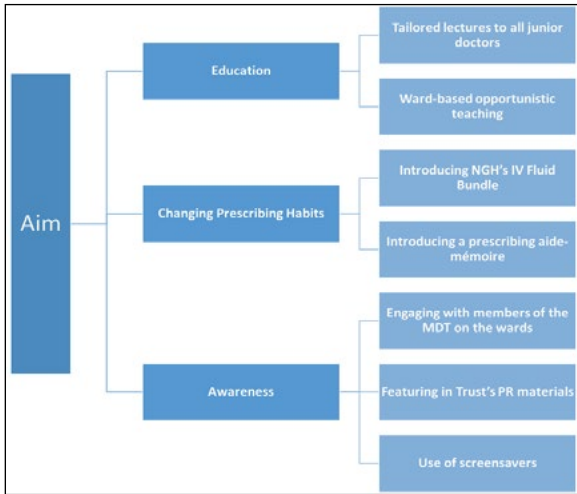 Aim
Education
Tailored lectures to all junior
doctors
Ward-based opportunistic
teaching
Changing Prescribing Habits
Introducing NGH's IV Fluid
Bundle
Introducing a prescribing aide-
mémoire
Awareness
Engaging with members of the
MDT on the wards
Featuring in Trust's PR materials
Use of screensavers